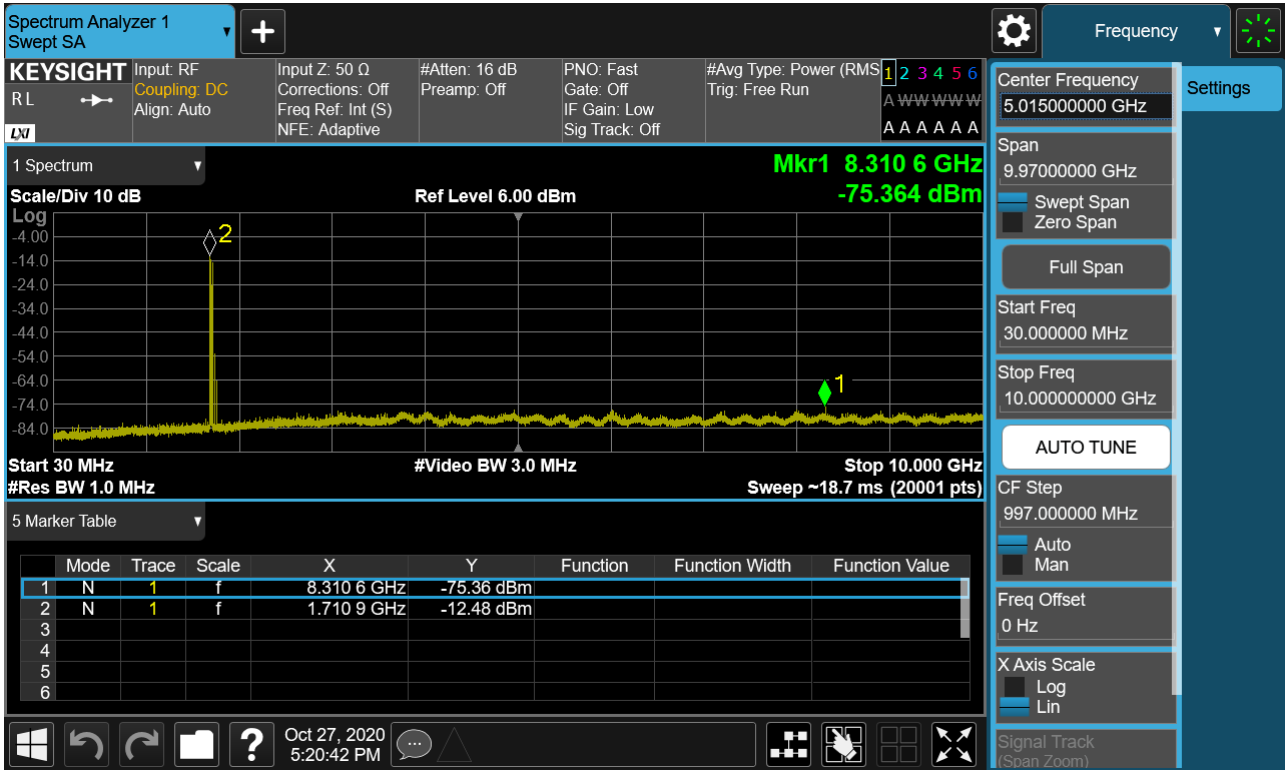 Spectrum Analyzer 1
Swept SA
+
Frequency
KEYSIGHT
R L
LXI
Input: RF
Coupling: DC
Align: Auto
Input Z: 50 Ω
Corrections: Off
Freq Ref: Int (S)
NFE: Adaptive
#Atten: 16 dB
Preamp: Off
PNO: Fast
Gate: Off
IF Gain: Low
Sig Track: Off
#Avg Type: Power (RMS
Trig: Free Run
1 2 3 4 5 6
A W W W W W
A A A A A A
1 Spectrum
Mkr1 8.310 6 GHz
-75.364 dBm
Scale/Div 10 dB
Ref Level 6.00 dBm
Log
-4.00
-14.0
-24.0
-34.0
-44.0
-54.0
-64.0
-74.0
-84.0
2
1
Start 30 MHz
#Video BW 3.0 MHz
Stop 10.000 GHz
#Res BW 1.0 MHz
Sweep ~18.7 ms (20001 pts)
5 Marker Table
Mode Trace Scale X Y Function Function Width Function Value
1 N 1 f 8.310 6 GHz -75.36 dBm
2 N 1 f 1.710 9 GHz -12.48 dBm
3
4
5
6
Oct 27, 2020
5:20:42 PM
?
Center Frequency
5.015000000 GHz
Settings
Span
9.97000000 GHz
Swept Span
Zero Span
Full Span
Start Freq
30.000000 MHz
Stop Freq
10.000000000 GHz
AUTO TUNE
CF Step
997.000000 MHz
Auto
Man
Freq Offset
0 Hz
X Axis Scale
Log
Lin
Signal Track
(Span Zoom)